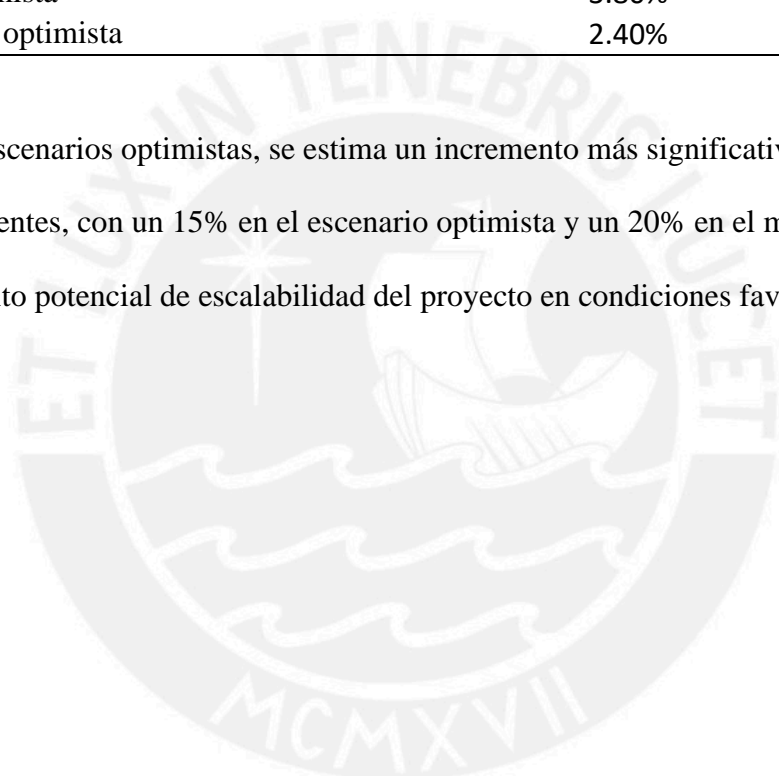 optimista
2.40%
scenarios optimistas, se estima un incremento más significativ
entes, con un 15% en el escenario optimista y un 20% en el m
to potencial de escalabilidad del proyecto en condiciones fav
ET LUX IN TENEBRIS LUCET
MCMXVII